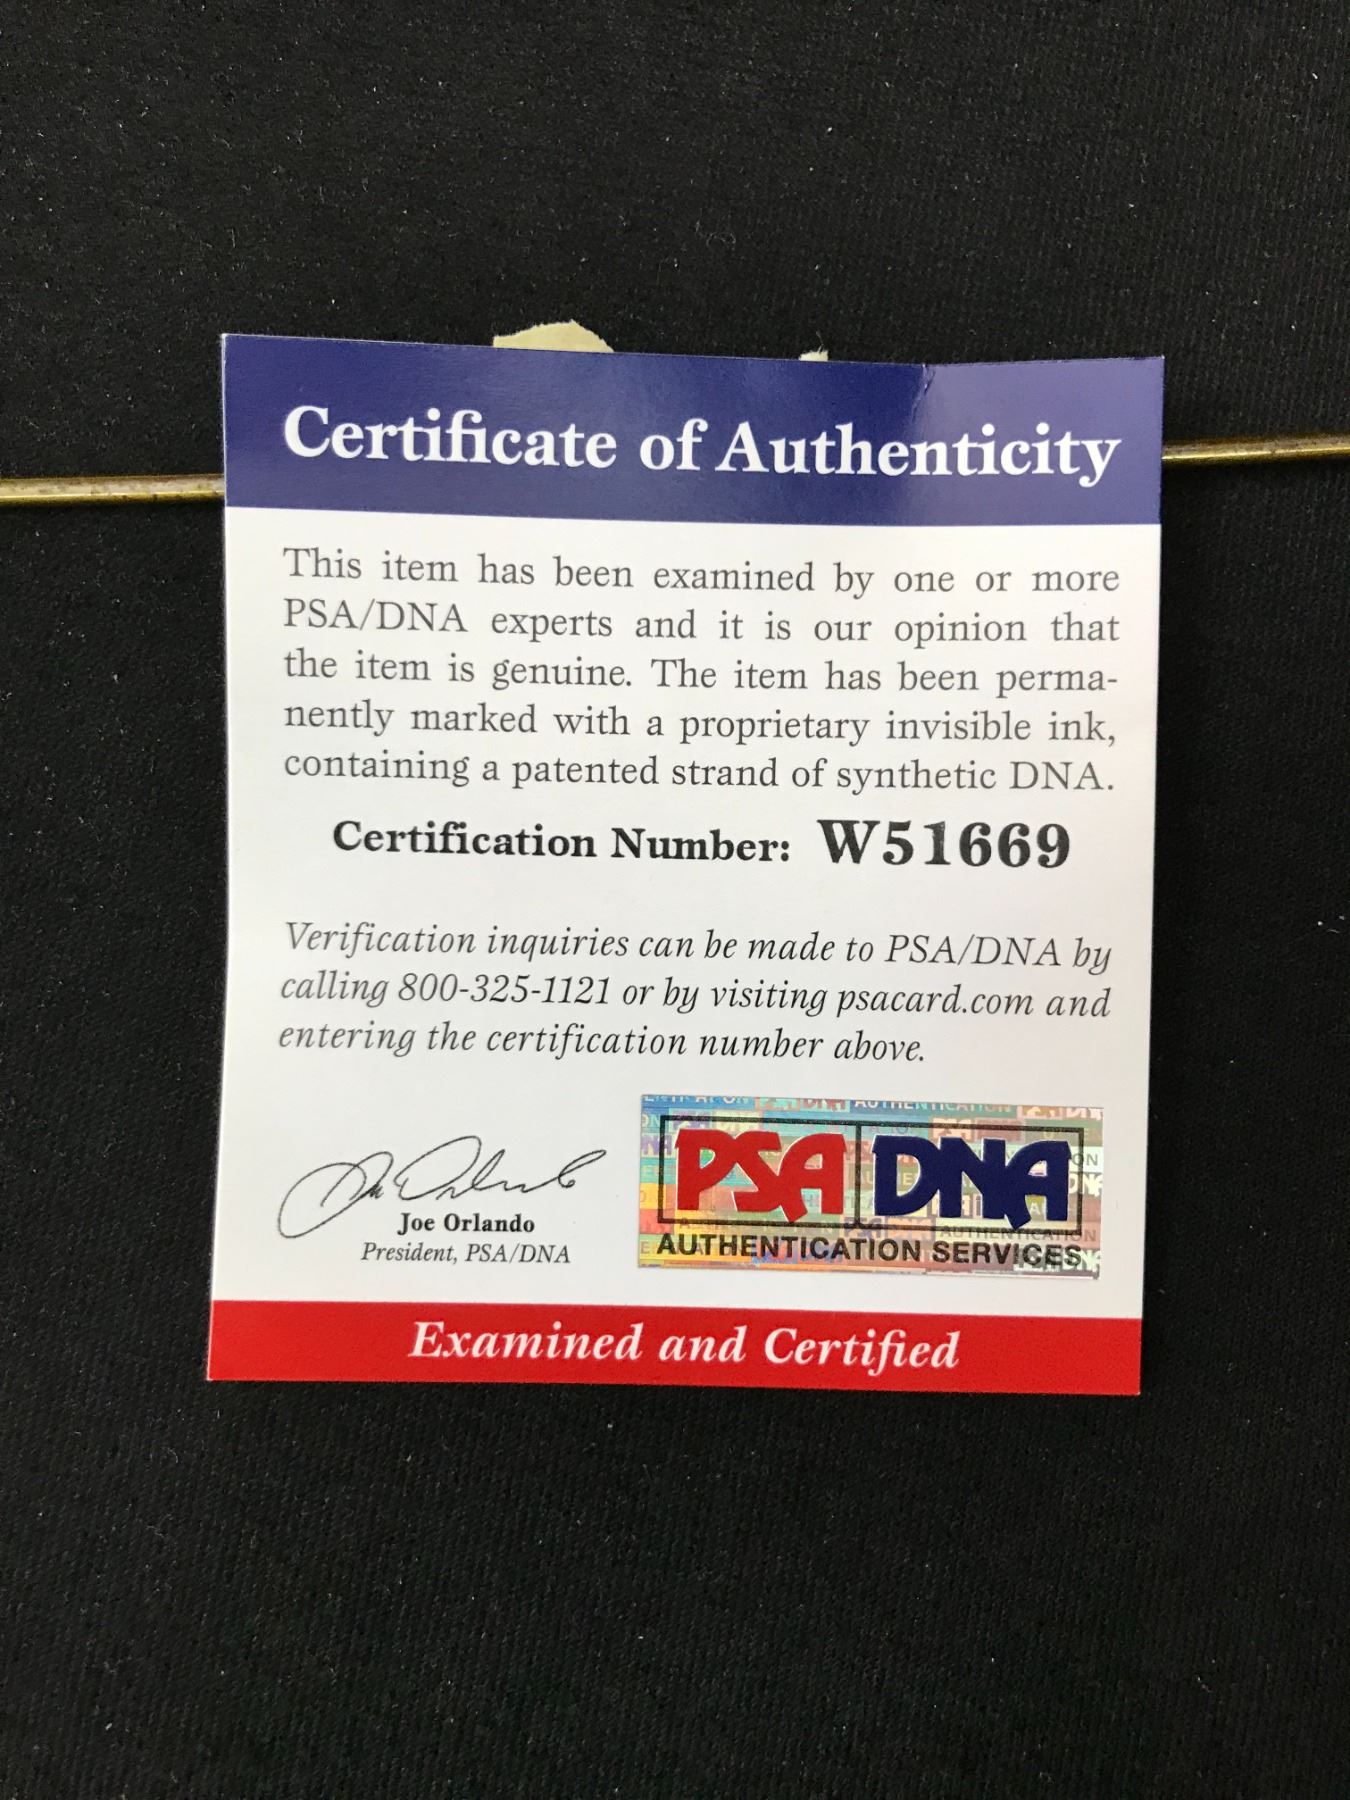 Certificate of Authenticity
This item has been examined by one or more
PSA/DNA experts and it is our opinion that
the item is genuine. The item has been perma-
nently marked with a proprietary invisible ink,
containing a patented strand of synthetic DNA.
Certification Number: W51669
Verification inquiries can be made to PSA/DNA by
calling 800-325-1121 or by visiting psacard.com and
entering the certification number above.
Joe Orlando
President, PSA/DNA
PSA DNA
AUTHENTICATION SERVICES
Examined and Certified